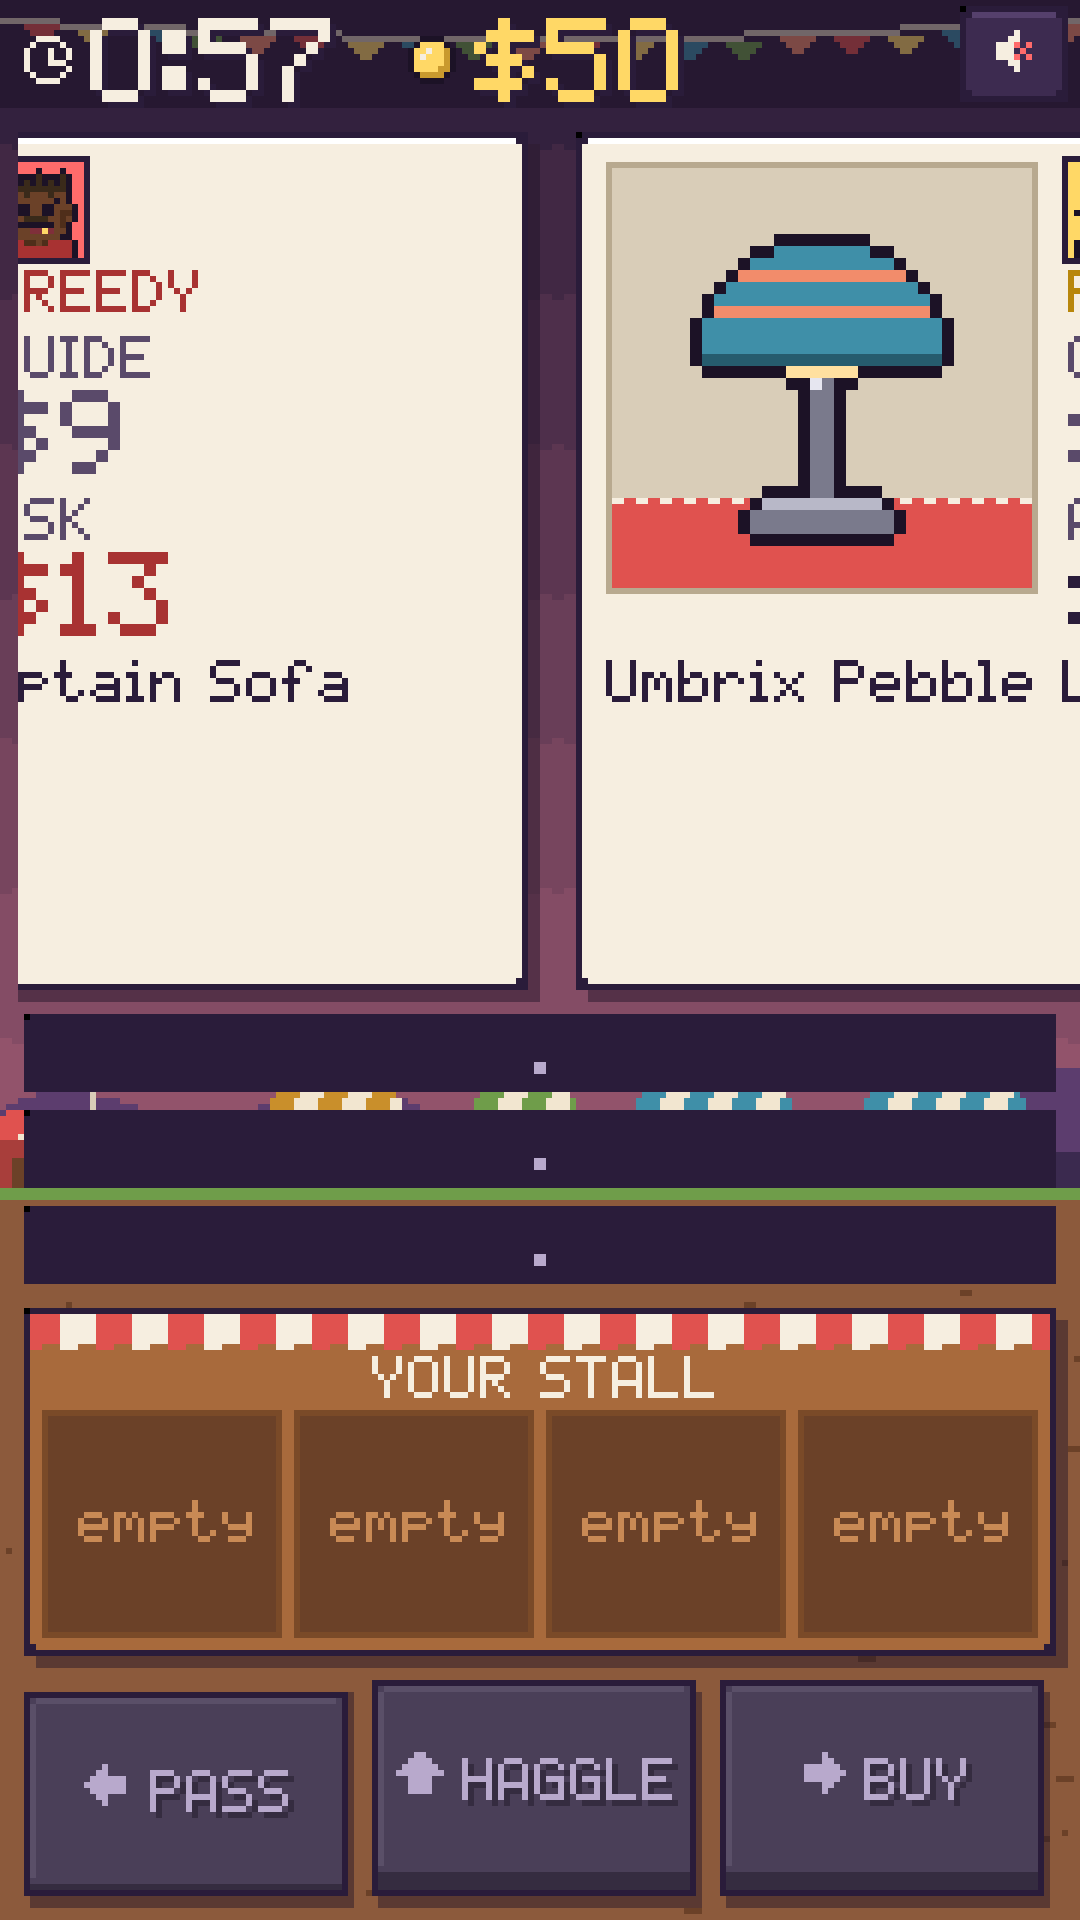 0:57 $50
REEDY
UIDE
$9
SK
$13
ptain Sofa
Umbrix Pebble L
YOUR STALL
empty empty empty empty
PASS HAGGLE BUY